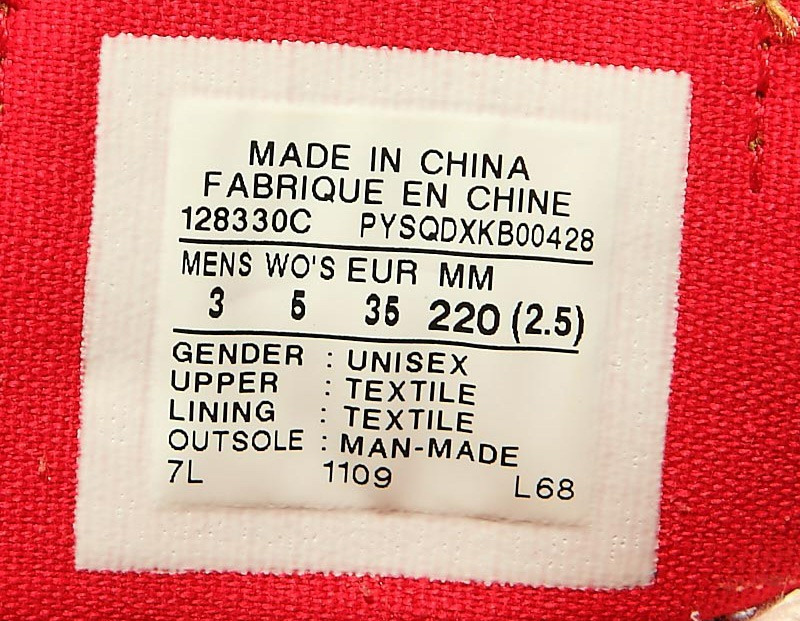 MADE IN CHINA
FABRIQUE EN CHINE
128330C PYSQDXKB00428
MENS WO'S EUR MM
3 5 35 220 (2.5)
GENDER : UNISEX
UPPER : TEXTILE
LINING : TEXTILE
OUTSOLE : MAN-MADE
7L 1109 L68